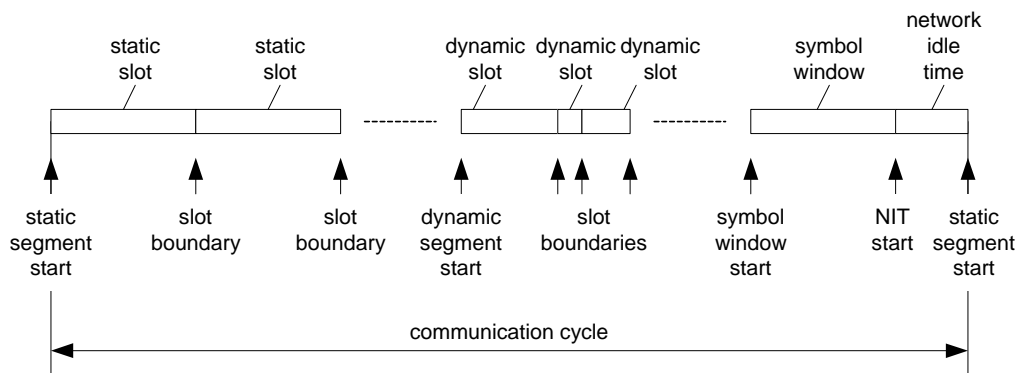 static
slot
static
slot
dynamic
slot
dynamic
slot
dynamic
slot
symbol
window
network
idle
time
static
segment
start
slot
boundary
slot
boundary
dynamic
segment
start
slot
boundaries
symbol
window
start
NIT
start
static
segment
start
communication cycle